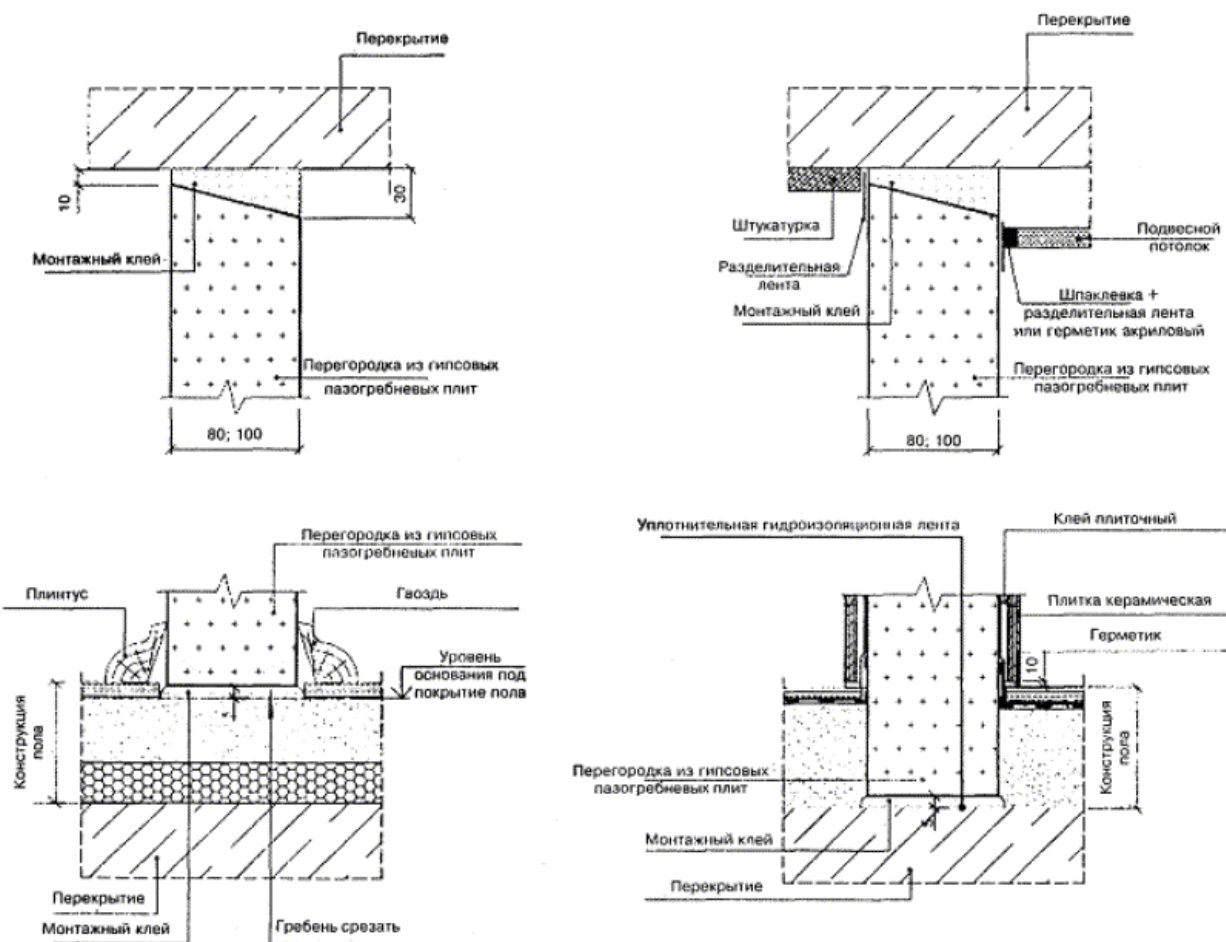 Перекрытие
10
30
Монтажный клей
Перегородка из гипсовых
пазогребневых плит
80; 100
Перекрытие
Штукатурка
Разделительная
лента
Монтажный клей
Подвесной
потолок
Шпаклевка +
разделительная лента
или герметик акриловый
Перегородка из гипсовых
пазогребневых плит
80; 100
Перегородка из гипсовых
пазогребневых плит
Плинтус
Гвоздь
Уровень
основания под
покрытие пола
Конструкция
пола
Перекрытие
Монтажный клей
Гребень срезать
Уплотнительная гидроизоляционная лента
Клей плиточный
Плитка керамическая
Герметик
10
Конструкция
пола
Перегородка из гипсовых
пазогребневых плит
Монтажный клей
Перекрытие